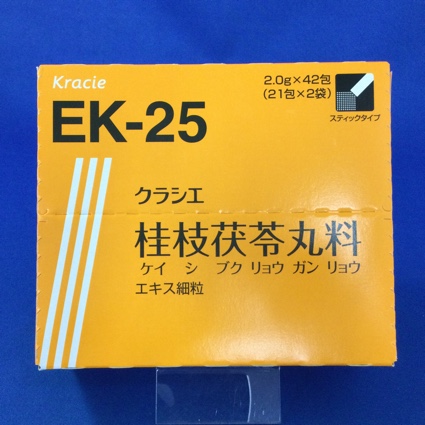 Kracie
2.0g×42包
(21包×2袋)
スティックタイプ
EK-25
クラシエ
桂枝茯苓丸料
ケイ シ ブク リョウ ガン リョウ
エキス細粒